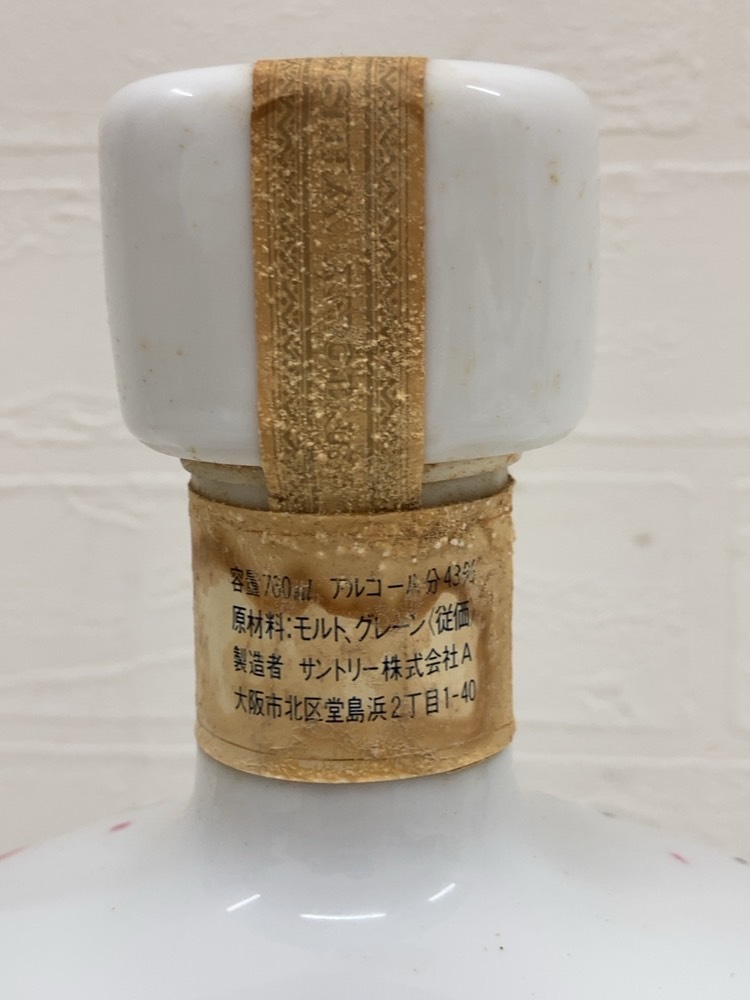 容量760ml アルコール分43%
原材料:モルト、グレーン(従価)
製造者 サントリー株式会社A
大阪市北区堂島浜2丁目1-40